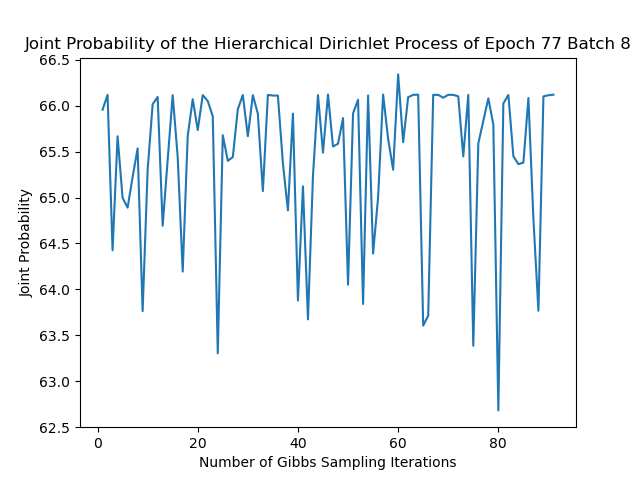 Joint Probability of the Hierarchical Dirichlet Process of Epoch 77 Batch 8
66.5
66.0
65.5
65.0
64.5
64.0
63.5
63.0
62.5
Joint Probability
0 20 40 60 80
Number of Gibbs Sampling Iterations